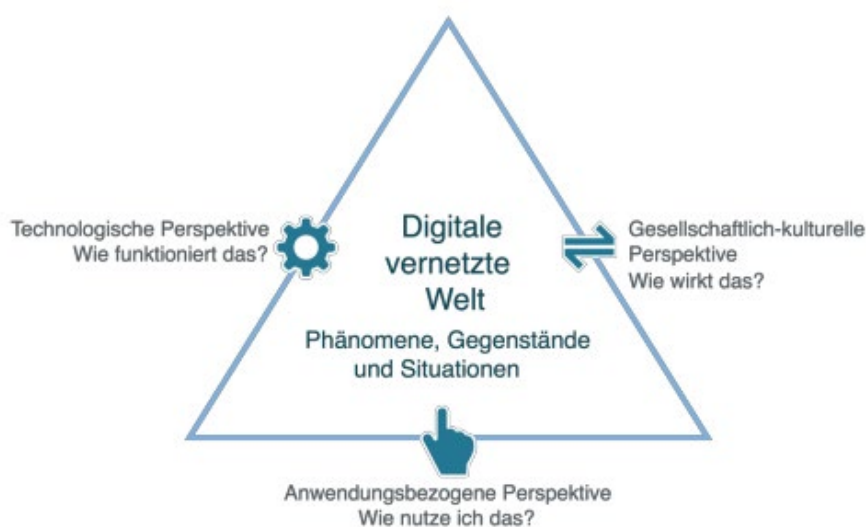 Technologische Perspektive
Wie funktioniert das?
Digitale
vernetzte
Welt
Phänomene, Gegenstände
und Situationen
Gesellschaftlich-kulturelle
Perspektive
Wie wirkt das?
Anwendungsbezogene Perspektive
Wie nutze ich das?